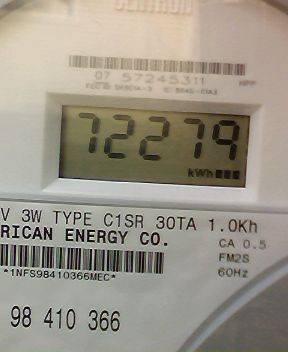 CENTRON
07 57245311
72279
kWh
V 3W TYPE C1SR 30TA 1.0Kh
RICAN ENERGY CO.
CA 0.5
FM2S
60Hz
*1NFS98410366MEC*
98 410 366